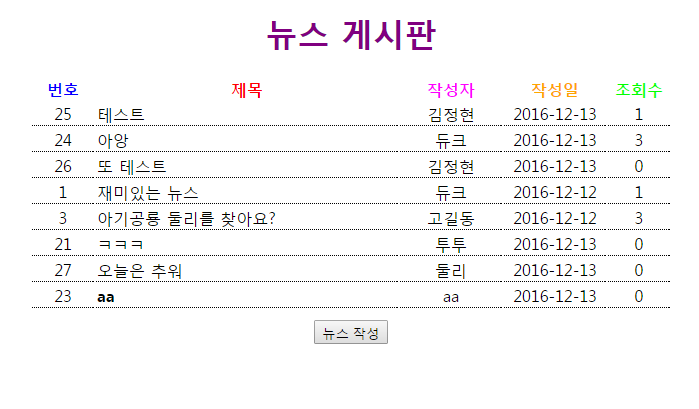 뉴스 게시판
번호 제목 작성자 작성일 조회수
25 테스트 김정현 2016-12-13 1
24 아앙 듀크 2016-12-13 3
26 또 테스트 김정현 2016-12-13 0
1 재미있는 뉴스 듀크 2016-12-12 1
3 아기공룡 둘리를 찾아요? 고길동 2016-12-12 3
21 ㅋㅋㅋ 투투 2016-12-13 0
27 오늘은 추워 둘리 2016-12-13 0
23 aa aa 2016-12-13 0
뉴스 작성